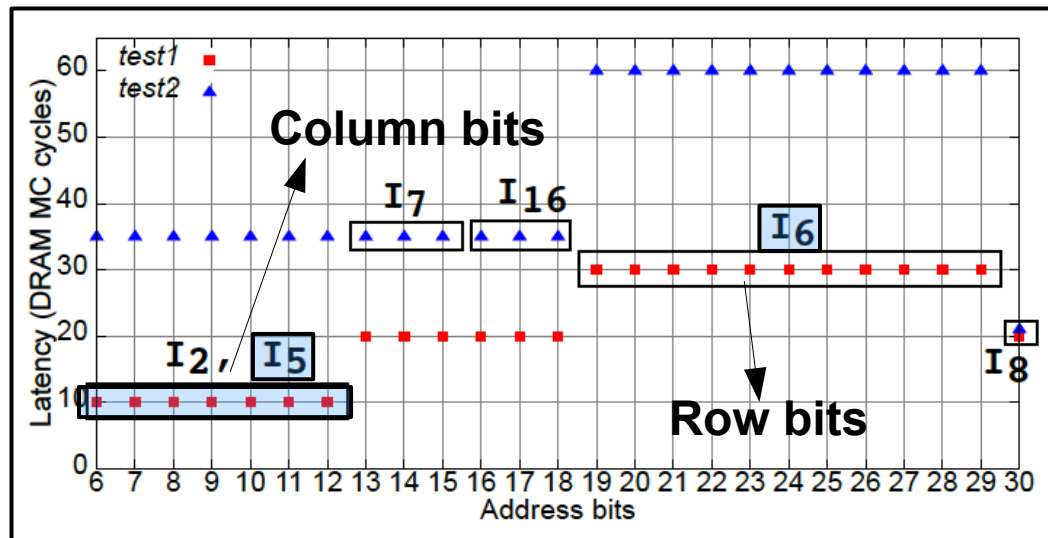 60
test1
test2
50
Column bits
40
I7
I16
30
I6
20
I2, I5
I8
10
Row bits
0
6 7 8 9 10 11 12 13 14 15 16 17 18 19 20 21 22 23 24 25 26 27 28 29 30
Address bits
Latency (DRAM MC cycles)